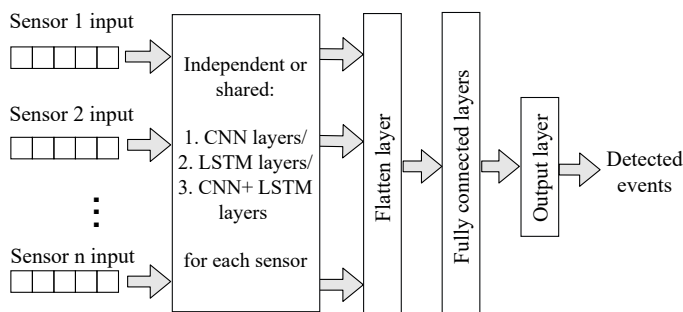 Sensor 1 input
Sensor 2 input
Sensor n input
Independent or
shared:
1. CNN layers/
2. LSTM layers/
3. CNN+ LSTM
layers
for each sensor
Flatten layer
Fully connected layers
Output layer
Detected
events